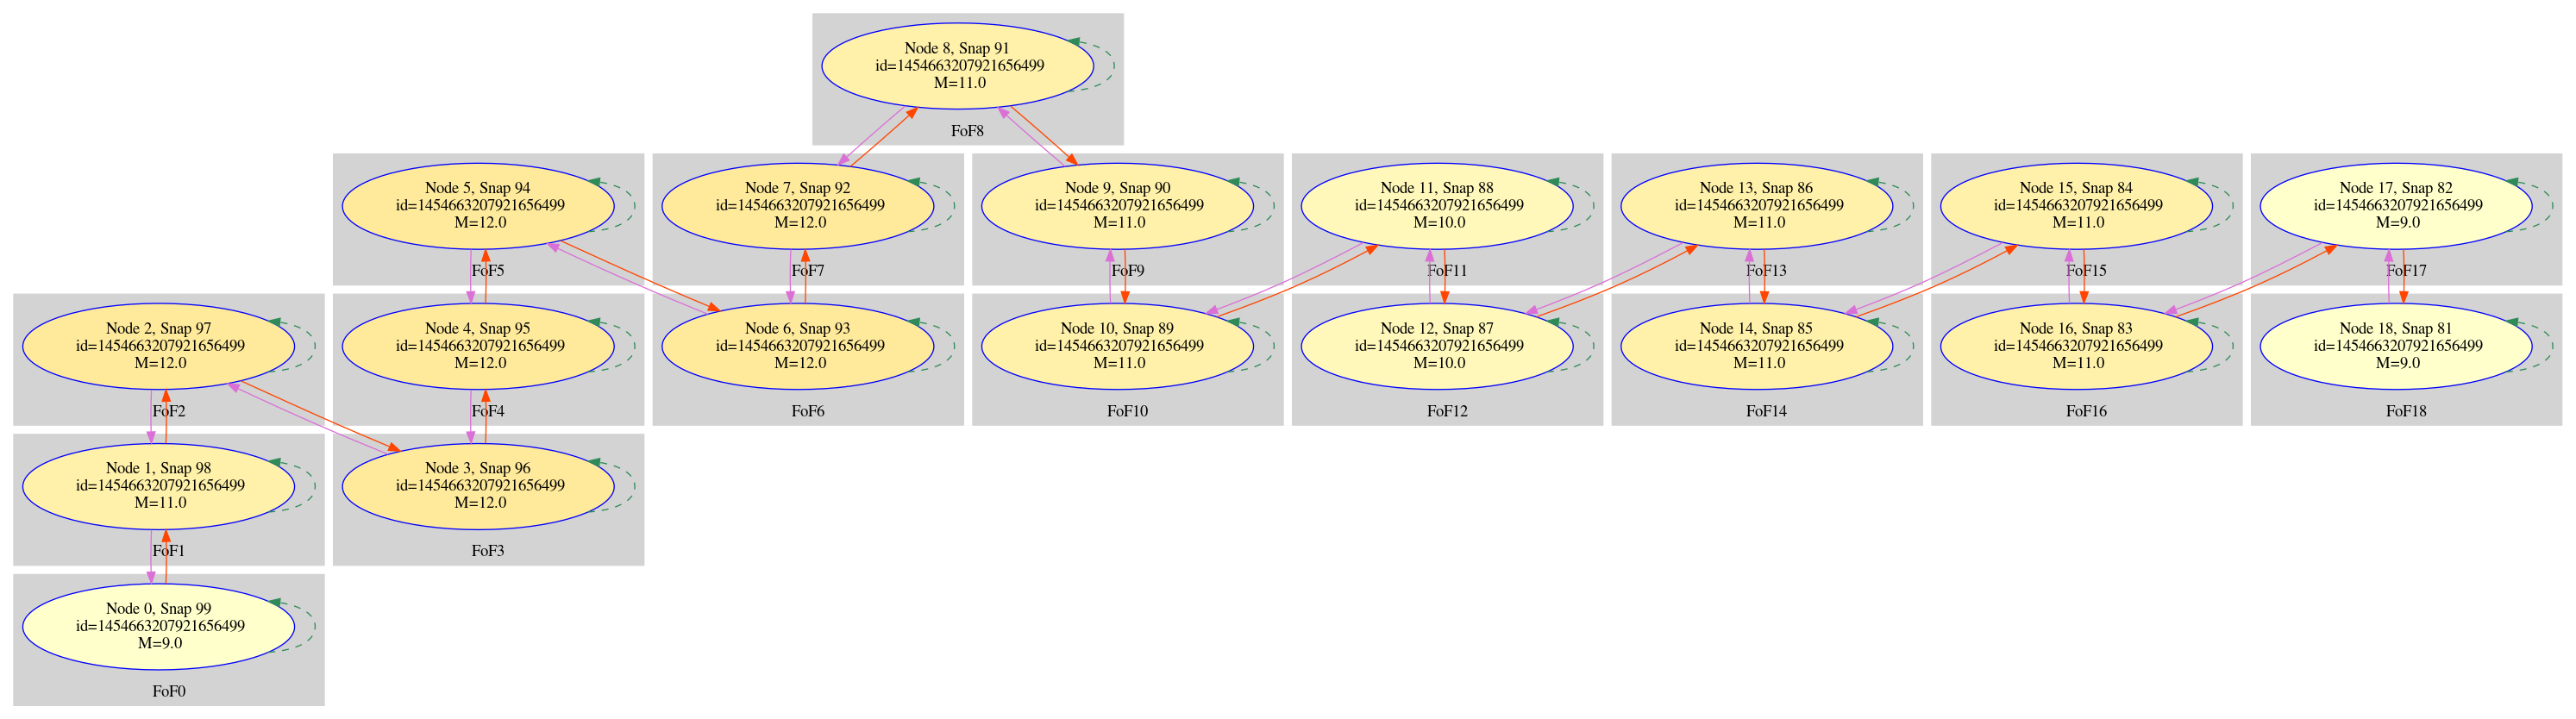 Node 8, Snap 91
id=1454663207921656499
M=11.0
FoF8
Node 5, Snap 94
id=1454663207921656499
M=12.0
FoF5
Node 7, Snap 92
id=1454663207921656499
M=12.0
FoF7
Node 9, Snap 90
id=1454663207921656499
M=11.0
FoF9
Node 11, Snap 88
id=1454663207921656499
M=10.0
FoF11
Node 13, Snap 86
id=1454663207921656499
M=11.0
FoF13
Node 15, Snap 84
id=1454663207921656499
M=11.0
FoF15
Node 17, Snap 82
id=1454663207921656499
M=9.0
FoF17
Node 2, Snap 97
id=1454663207921656499
M=12.0
FoF2
Node 4, Snap 95
id=1454663207921656499
M=12.0
FoF4
Node 6, Snap 93
id=1454663207921656499
M=12.0
FoF6
Node 10, Snap 89
id=1454663207921656499
M=11.0
FoF10
Node 12, Snap 87
id=1454663207921656499
M=10.0
FoF12
Node 14, Snap 85
id=1454663207921656499
M=11.0
FoF14
Node 16, Snap 83
id=1454663207921656499
M=11.0
FoF16
Node 18, Snap 81
id=1454663207921656499
M=9.0
FoF18
Node 1, Snap 98
id=1454663207921656499
M=11.0
FoF1
Node 3, Snap 96
id=1454663207921656499
M=12.0
FoF3
Node 0, Snap 99
id=1454663207921656499
M=9.0
FoF0